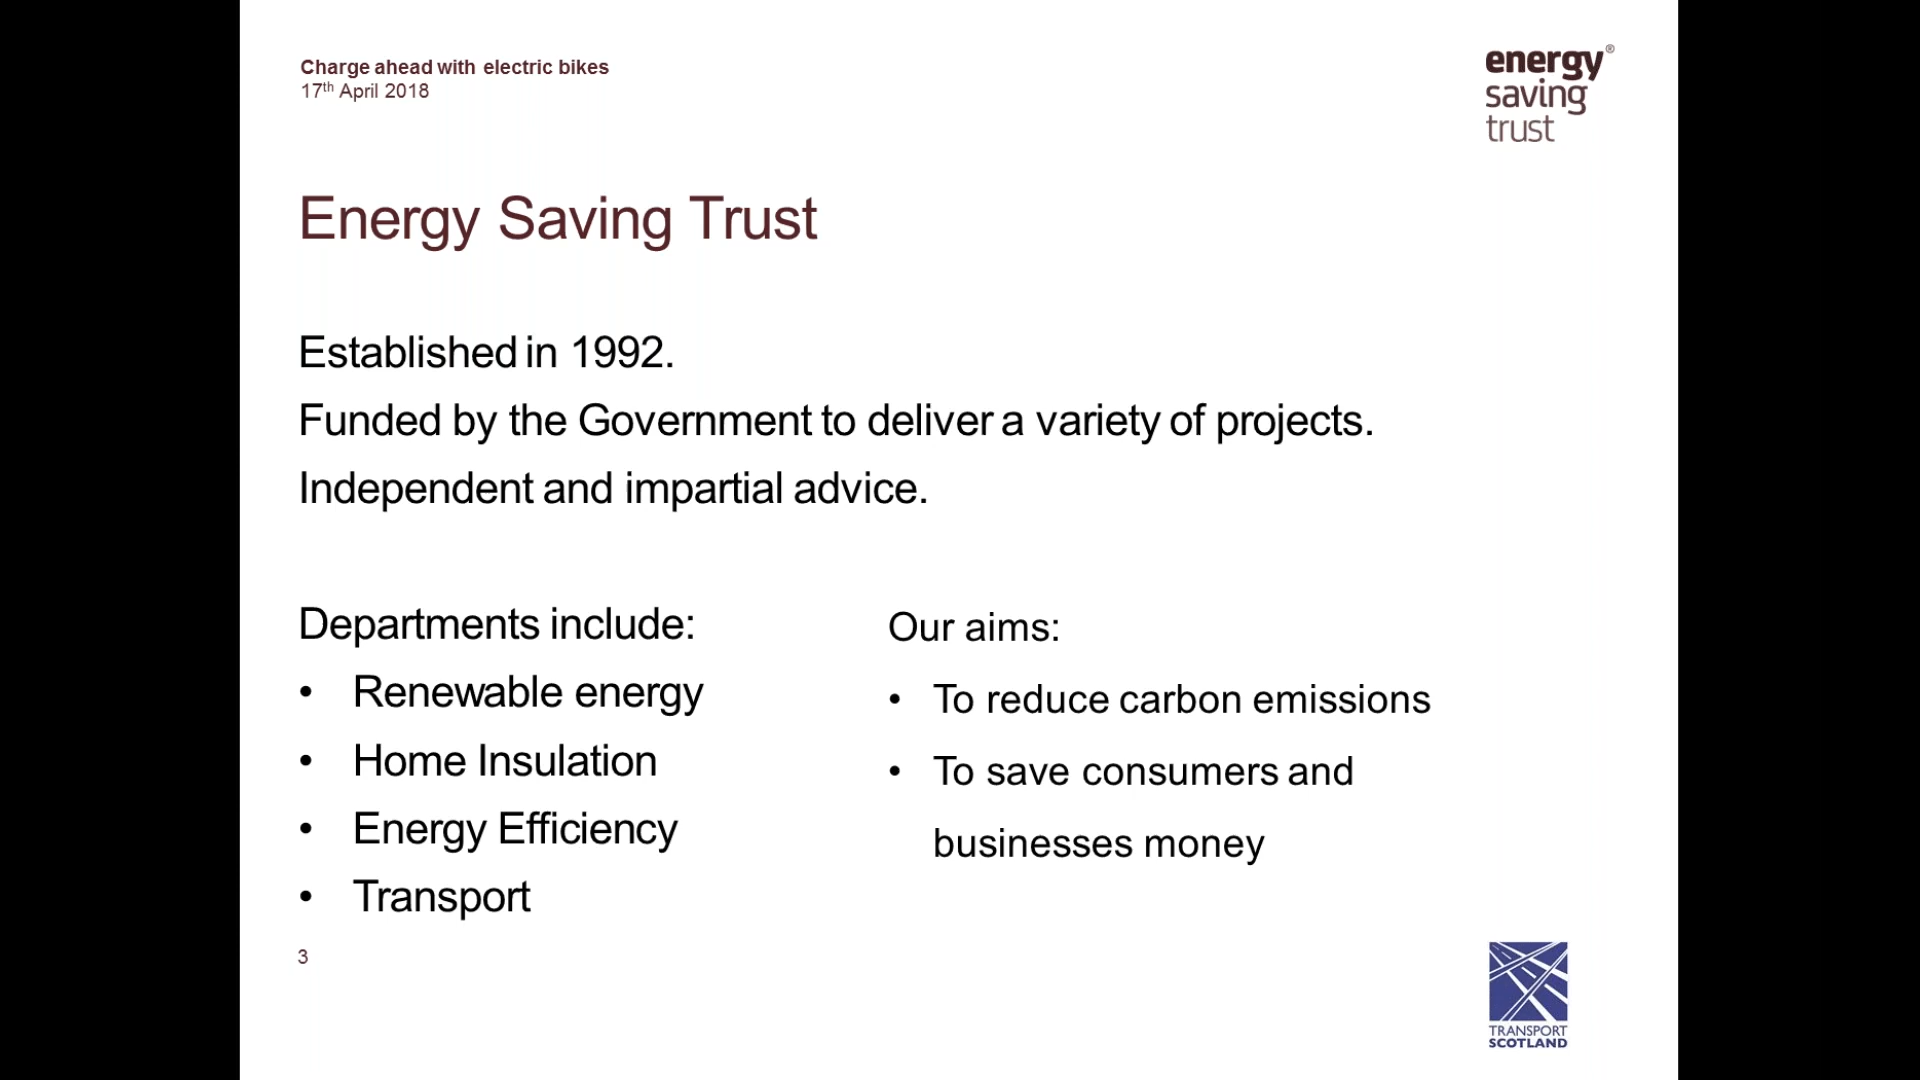 Charge ahead with electric bikes
17th April 2018
energy®
saving
trust
Energy Saving Trust
Established in 1992.
Funded by the Government to deliver a variety of projects.
Independent and impartial advice.
Departments include:
• Renewable energy
• Home Insulation
• Energy Efficiency
• Transport
Our aims:
• To reduce carbon emissions
• To save consumers and
businesses money
3
TRANSPORT
SCOTLAND